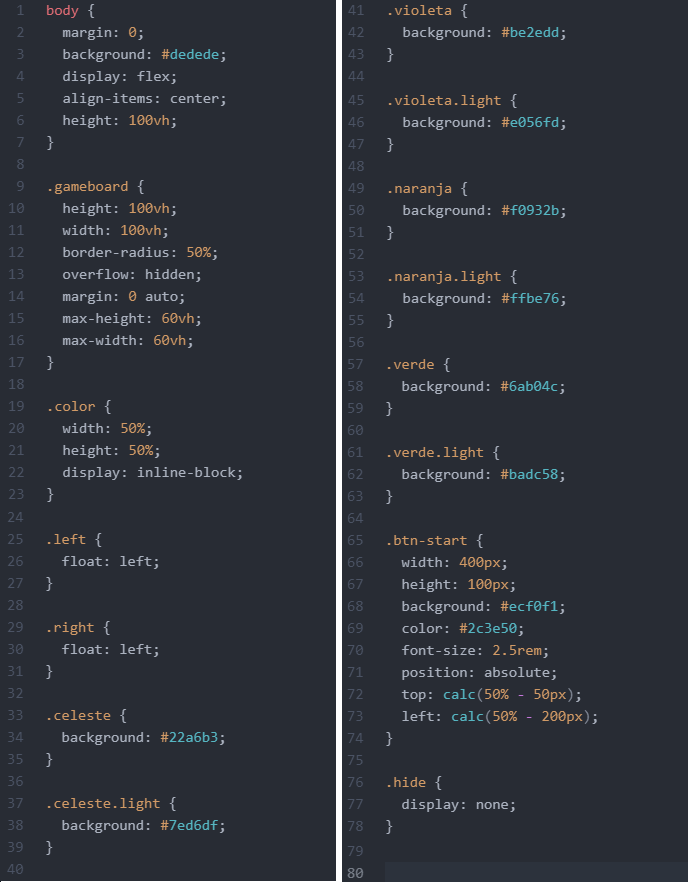 1 body {
2 margin: 0;
3 background: #dedede;
4 display: flex;
5 align-items: center;
6 height: 100vh;
7 }
8
9 .gameboard {
10 height: 100vh;
11 width: 100vh;
12 border-radius: 50%;
13 overflow: hidden;
14 margin: 0 auto;
15 max-height: 60vh;
16 max-width: 60vh;
17 }
18
19 .color {
20 width: 50%;
21 height: 50%;
22 display: inline-block;
23 }
24
25 .left {
26 float: left;
27 }
28
29 .right {
30 float: left;
31 }
32
33 .celeste {
34 background: #22a6b3;
35 }
36
37 .celeste.light {
38 background: #7ed6df;
39 }
40
41 .violeta {
42 background: #be2edd;
43 }
44
45 .violeta.light {
46 background: #e056fd;
47 }
48
49 .naranja {
50 background: #f0932b;
51 }
52
53 .naranja.light {
54 background: #ffbe76;
55 }
56
57 .verde {
58 background: #6ab04c;
59 }
60
61 .verde.light {
62 background: #badc58;
63 }
64
65 .btn-start {
66 width: 400px;
67 height: 100px;
68 background: #ecf0f1;
69 color: #2c3e50;
70 font-size: 2.5rem;
71 position: absolute;
72 top: calc(50% - 50px);
73 left: calc(50% - 200px);
74 }
75
76 .hide {
77 display: none;
78 }
79
80